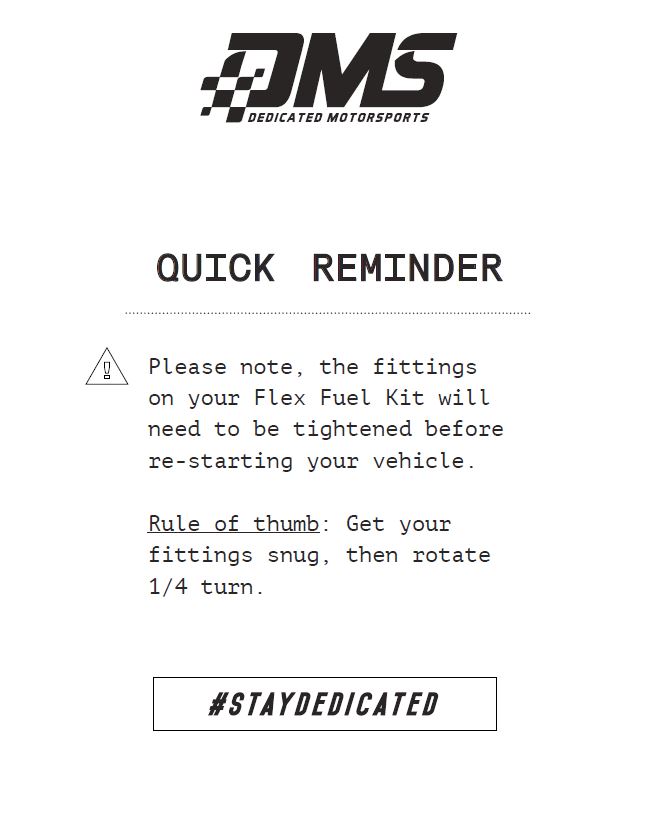 DMS
DEDICATED MOTORSPORTS
QUICK REMINDER
Please note, the fittings
on your Flex Fuel Kit will
need to be tightened before
re-starting your vehicle.
Rule of thumb: Get your
fittings snug, then rotate
1/4 turn.
#STAYDEDICATED